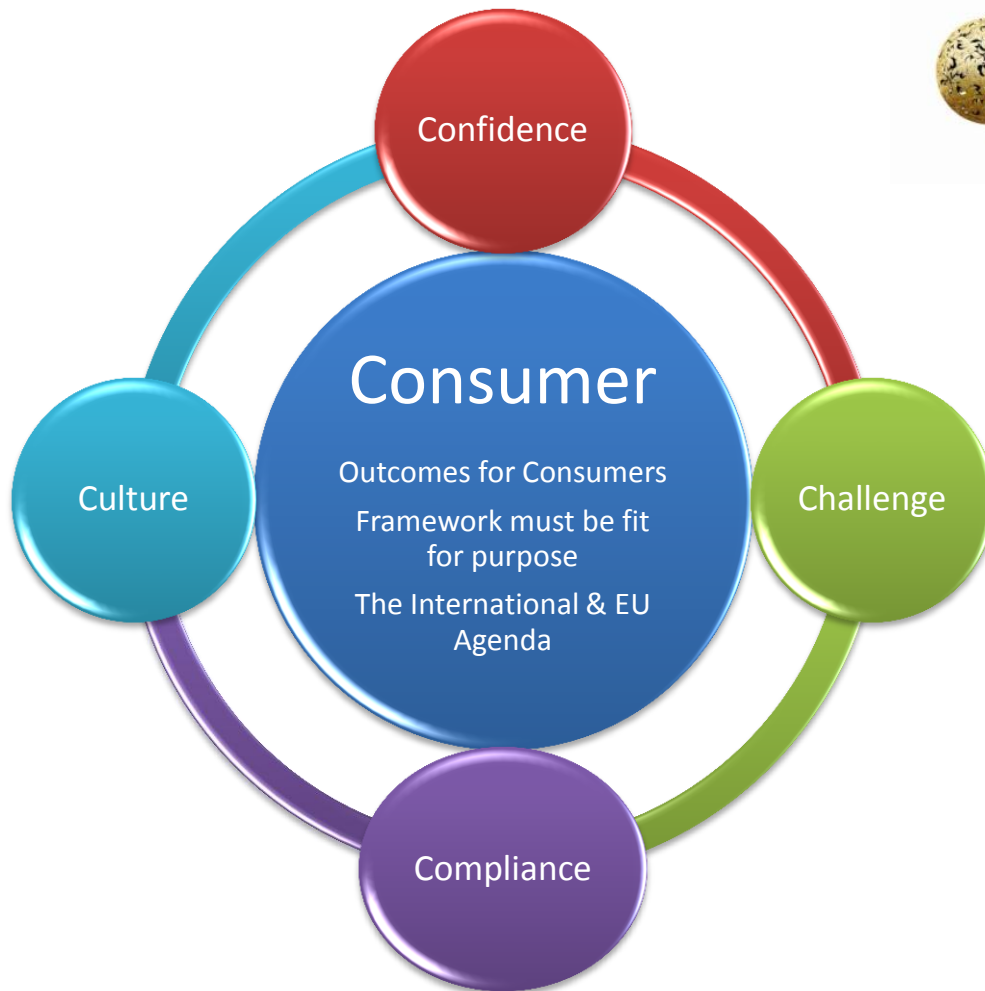 Confidence
Consumer
Outcomes for Consumers
Framework must be fit
for purpose
The International & EU
Agenda
Culture
Challenge
Compliance